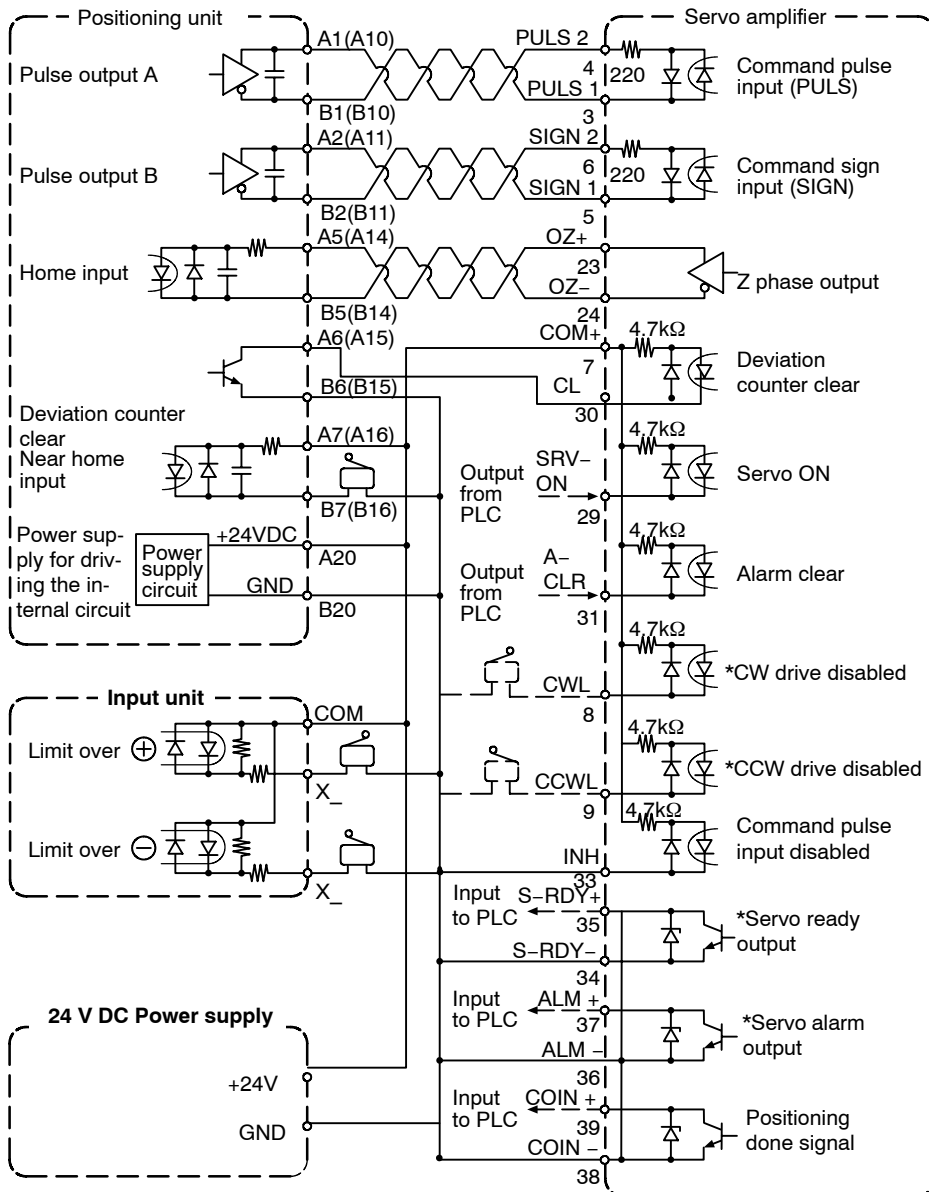 Positioning unit
Servo amplifier
A1(A10)
PULS 2
Pulse output A
4
220
Command pulse
input (PULS)
PULS 1
B1(B10)
3
A2(A11)
SIGN 2
Pulse output B
6
220
Command sign
input (SIGN)
SIGN 1
B2(B11)
5
A5(A14)
OZ+
Home input
23
Z phase output
OZ−
B5(B14)
24
A6(A15)
COM+
4.7kΩ
7
Deviation
counter clear
CL
B6(B15)
30
Deviation counter
clear
Near home
input
A7(A16)
4.7kΩ
Output
from
PLC
SRV−
ON
Servo ON
B7(B16)
29
Power sup-
ply for driv-
ing the in-
ternal circuit
Power
supply
circuit
+24VDC
A20
GND
B20
4.7kΩ
Output
from
PLC
A−
CLR
Alarm clear
31
4.7kΩ
CWL
*CW drive disabled
8
Input unit
COM
Limit over +
X_
4.7kΩ
CCWL
*CCW drive disabled
9
4.7kΩ
Limit over −
X_
INH
Command pulse
input disabled
33
Input
to PLC
S−RDY+
35
*Servo ready
output
S−RDY−
34
24 V DC Power supply
Input
to PLC
ALM +
37
*Servo alarm
output
ALM −
36
+24V
Input
to PLC
COIN +
39
Positioning
done signal
GND
COIN −
38